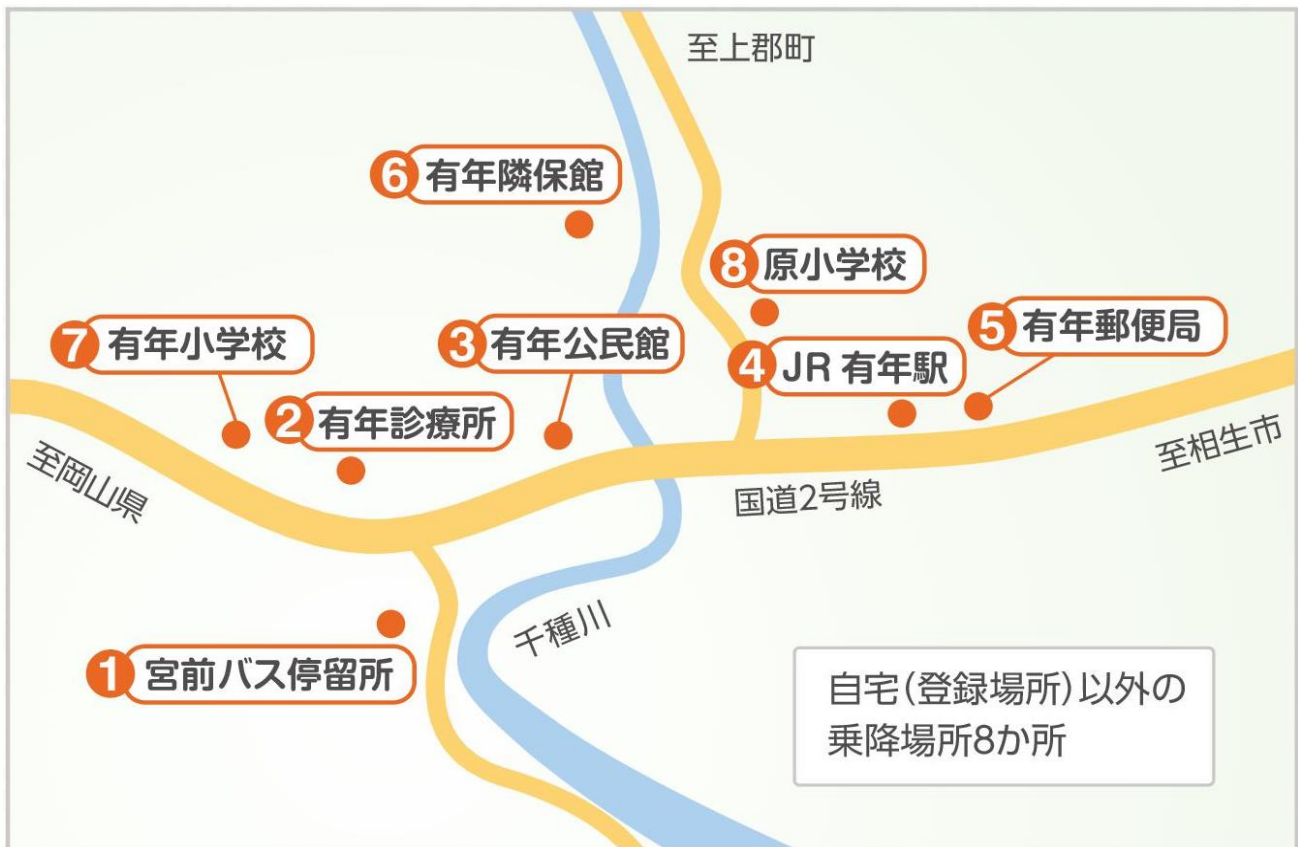 至上郡町
6 有年隣保館
8 原小学校
5 有年郵便局
7 有年小学校
3 有年公民館
4 JR 有年駅
2 有年診療所
至岡山県
至相生市
国道2号線
千種川
1 宮前バス停留所
自宅(登録場所)以外の
乗降場所8か所